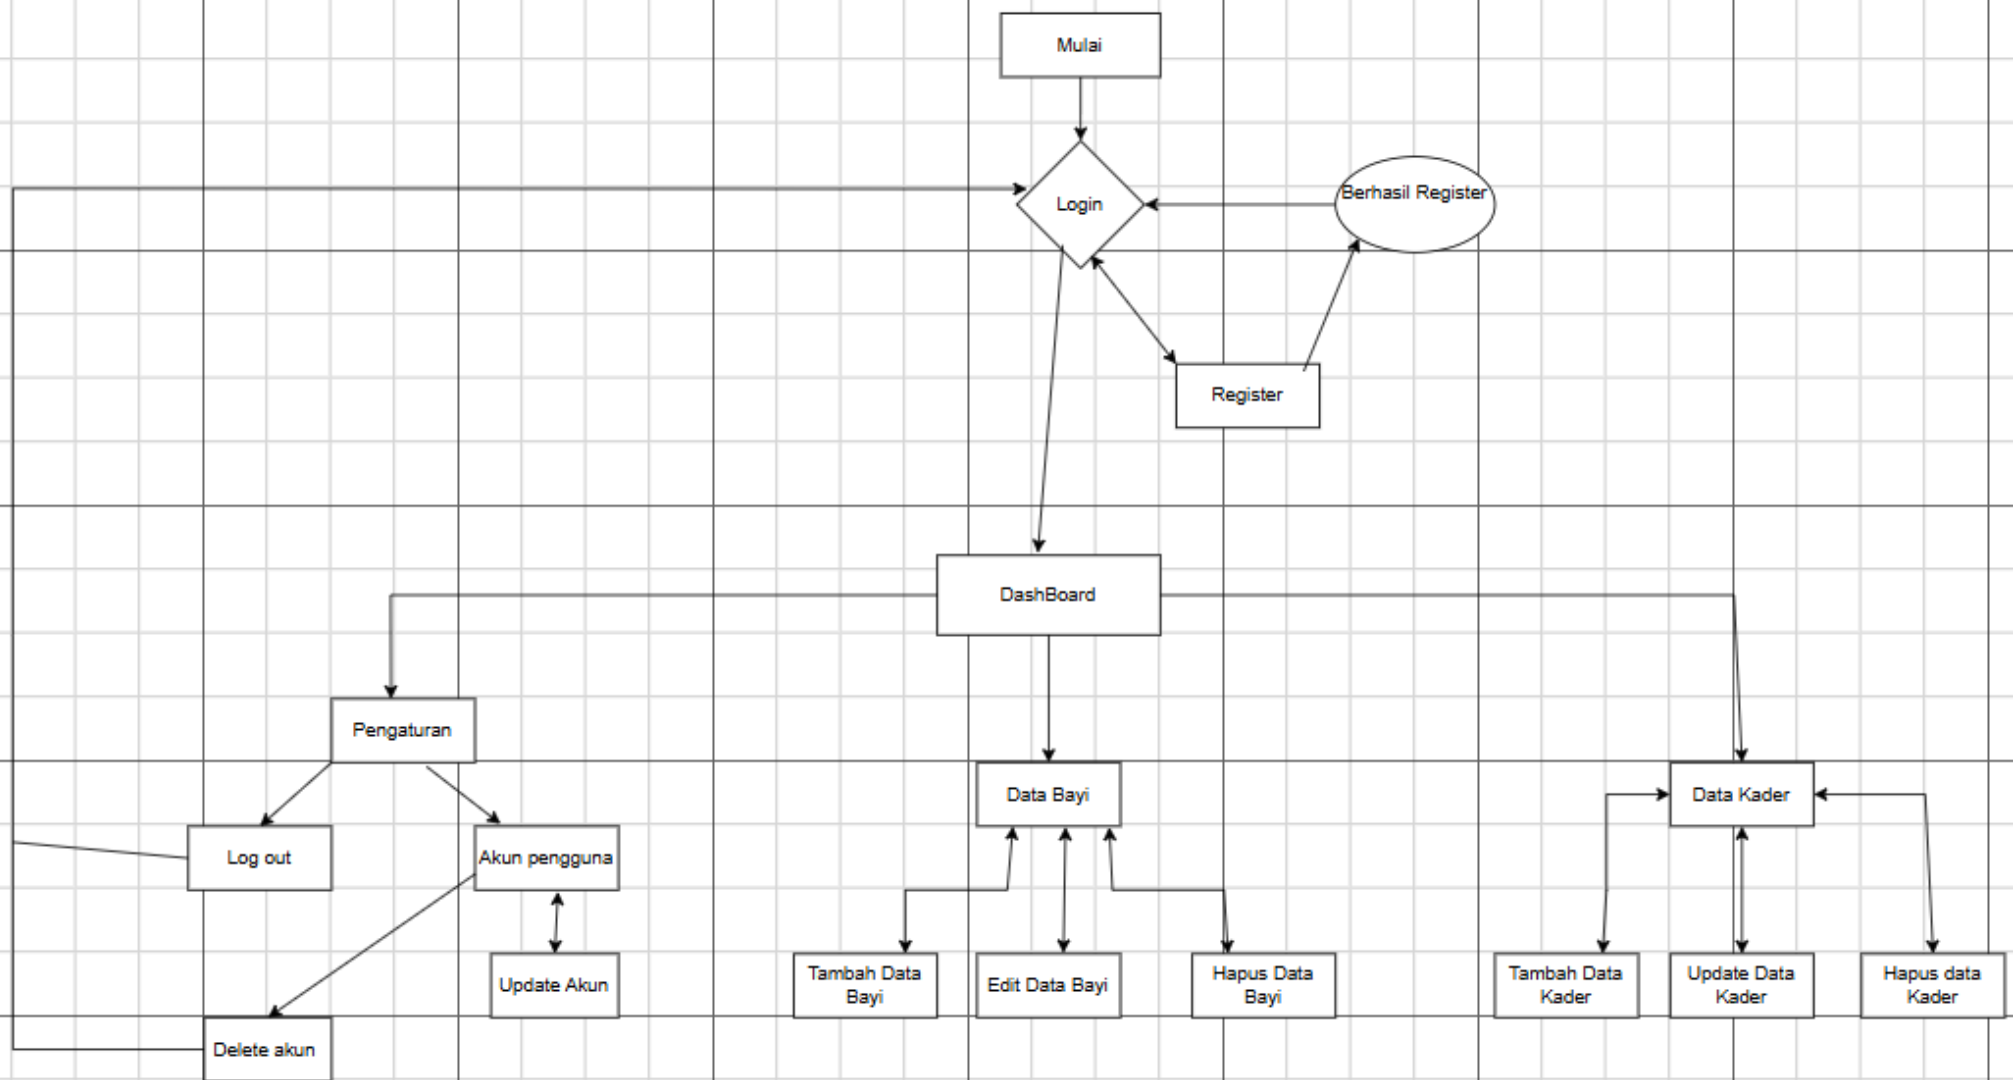 Mulai
Login
Berhasil Register
Register
DashBoard
Pengaturan
Data Bayi
Data Kader
Log out
Akun pengguna
Update Akun
Tambah Data
Bayi
Edit Data Bayi
Hapus Data
Bayi
Tambah Data
Kader
Update Data
Kader
Hapus data
Kader
Delete akun